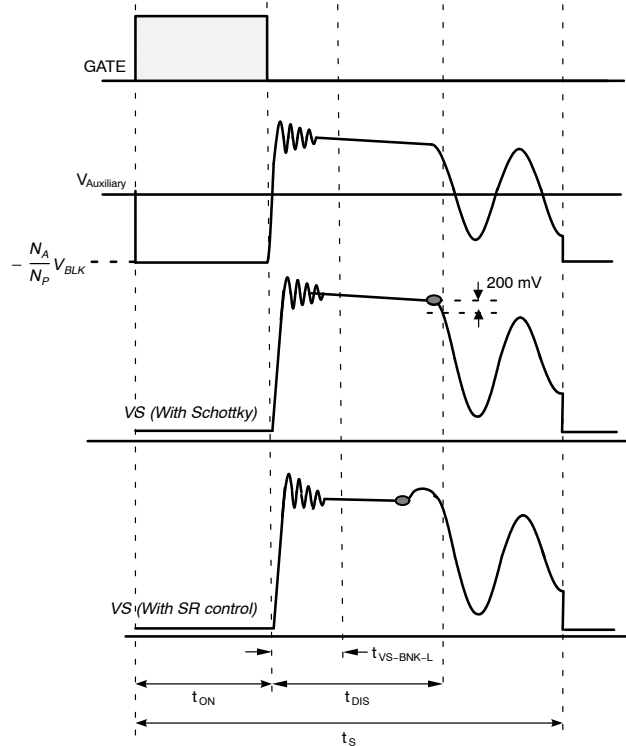 GATE
V_Auxiliary
− N_A/N_P V_BLK
200 mV
VS (With Schottky)
VS (With SR control)
t_VS−BNK−L
t_ON
t_DIS
t_S